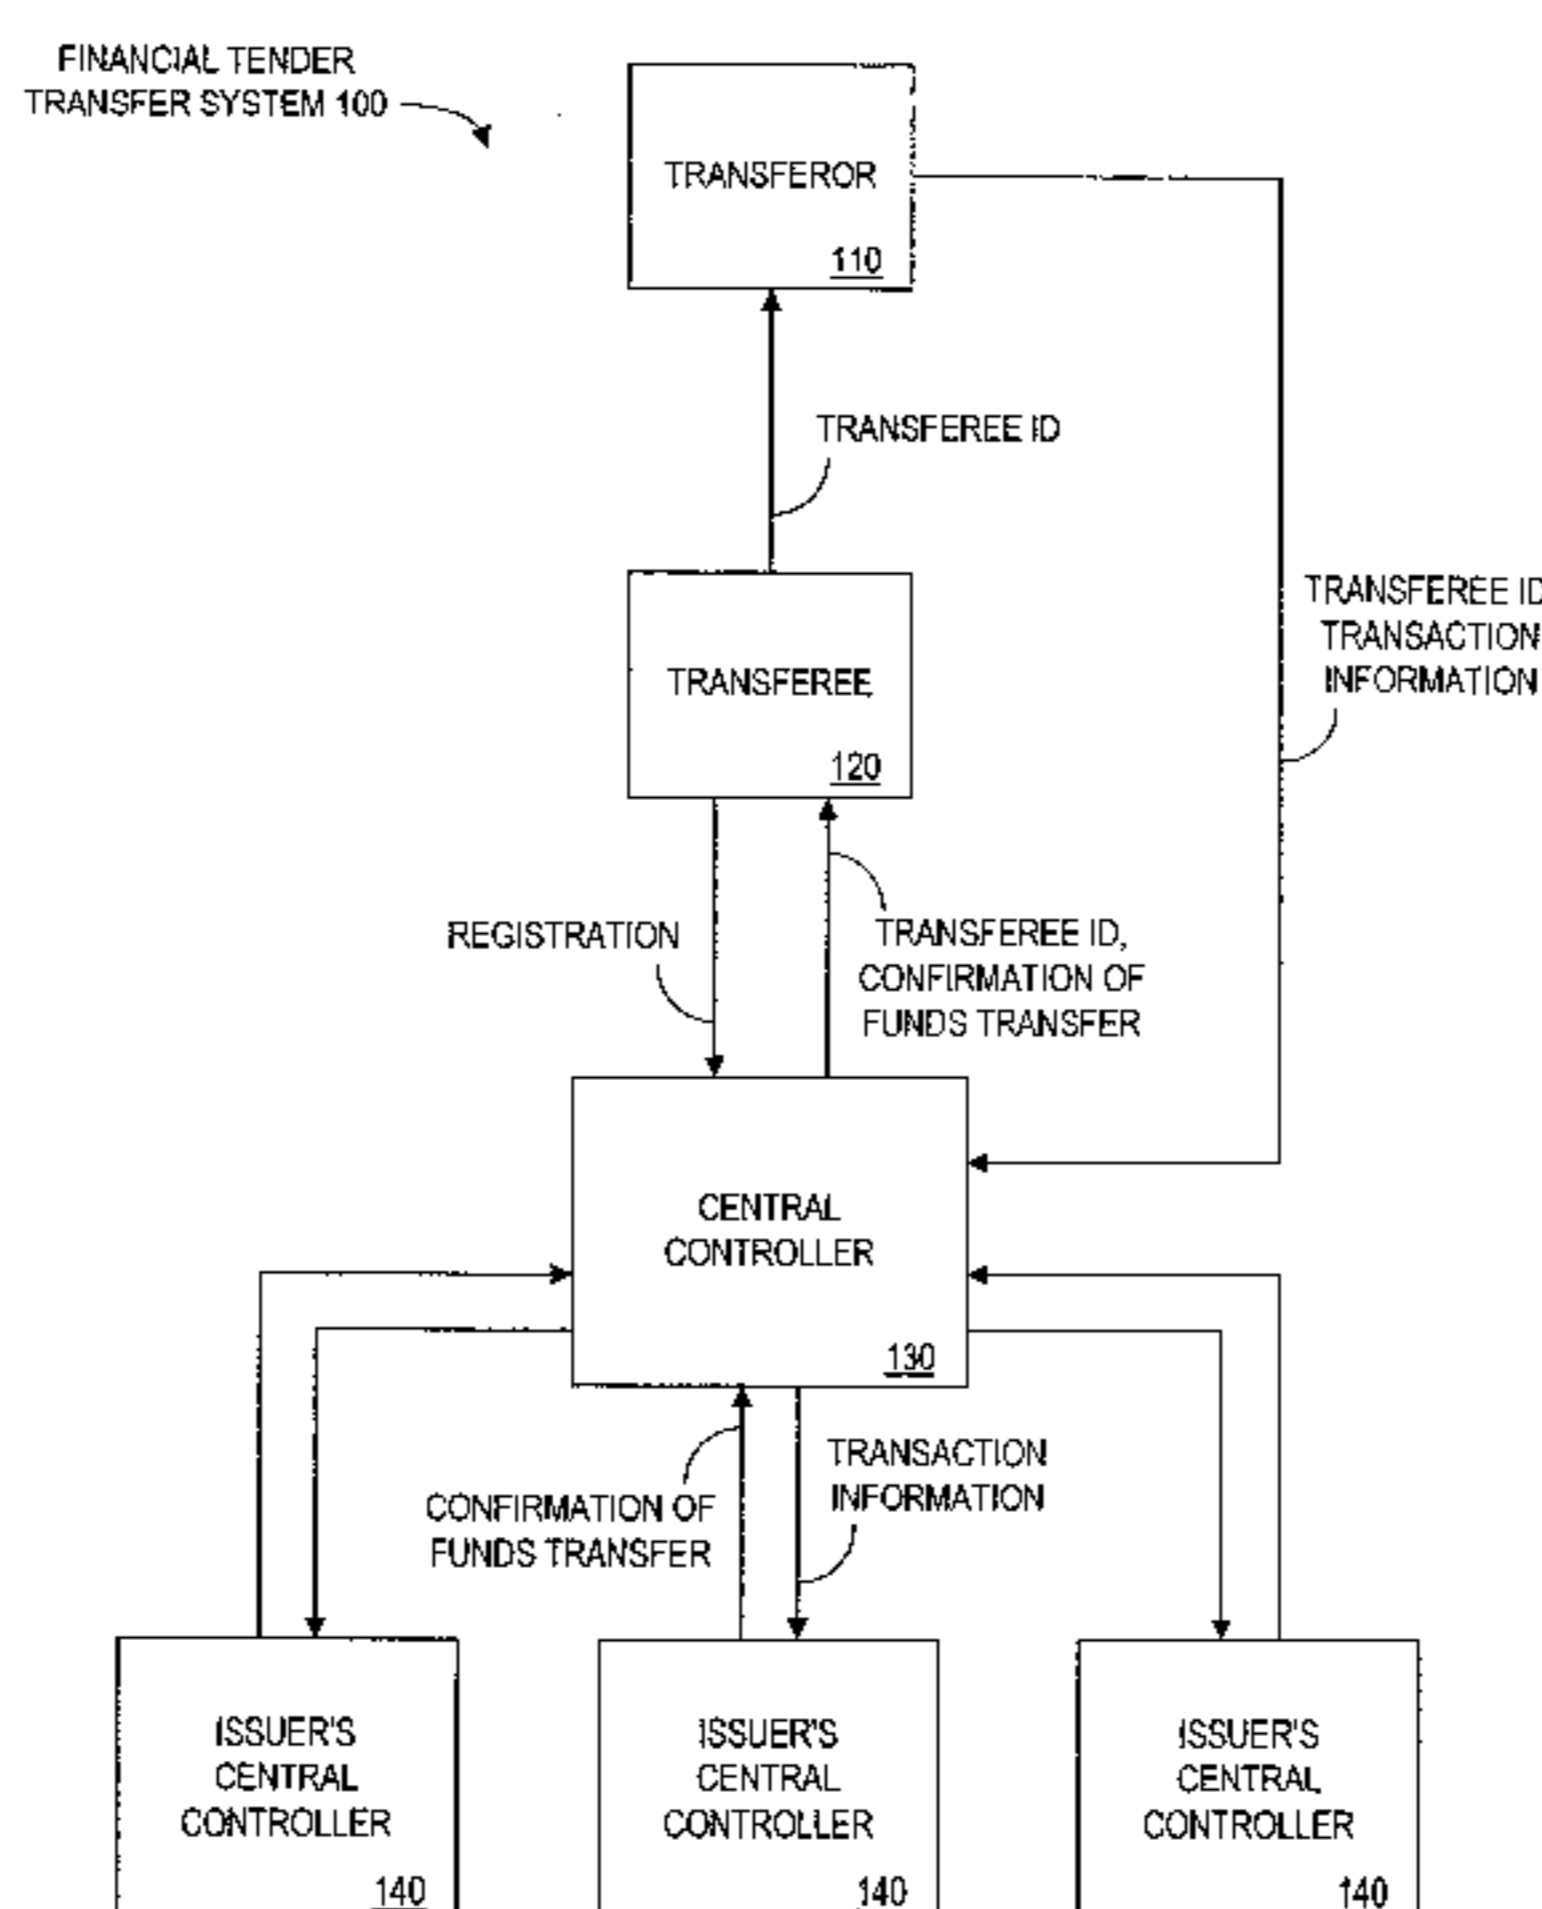 FINANCIAL TENDER
TRANSFER SYSTEM 100
TRANSFEROR
110
TRANSFEREE ID
TRANSFEREE ID
TRANSACTION
INFORMATION
TRANSFEREE
120
REGISTRATION
TRANSFEREE ID,
CONFIRMATION OF
FUNDS TRANSFER
CENTRAL
CONTROLLER
130
TRANSACTION
INFORMATION
CONFIRMATION OF
FUNDS TRANSFER
ISSUER'S
CENTRAL
CONTROLLER
140
ISSUER'S
CENTRAL
CONTROLLER
140
ISSUER'S
CENTRAL
CONTROLLER
140